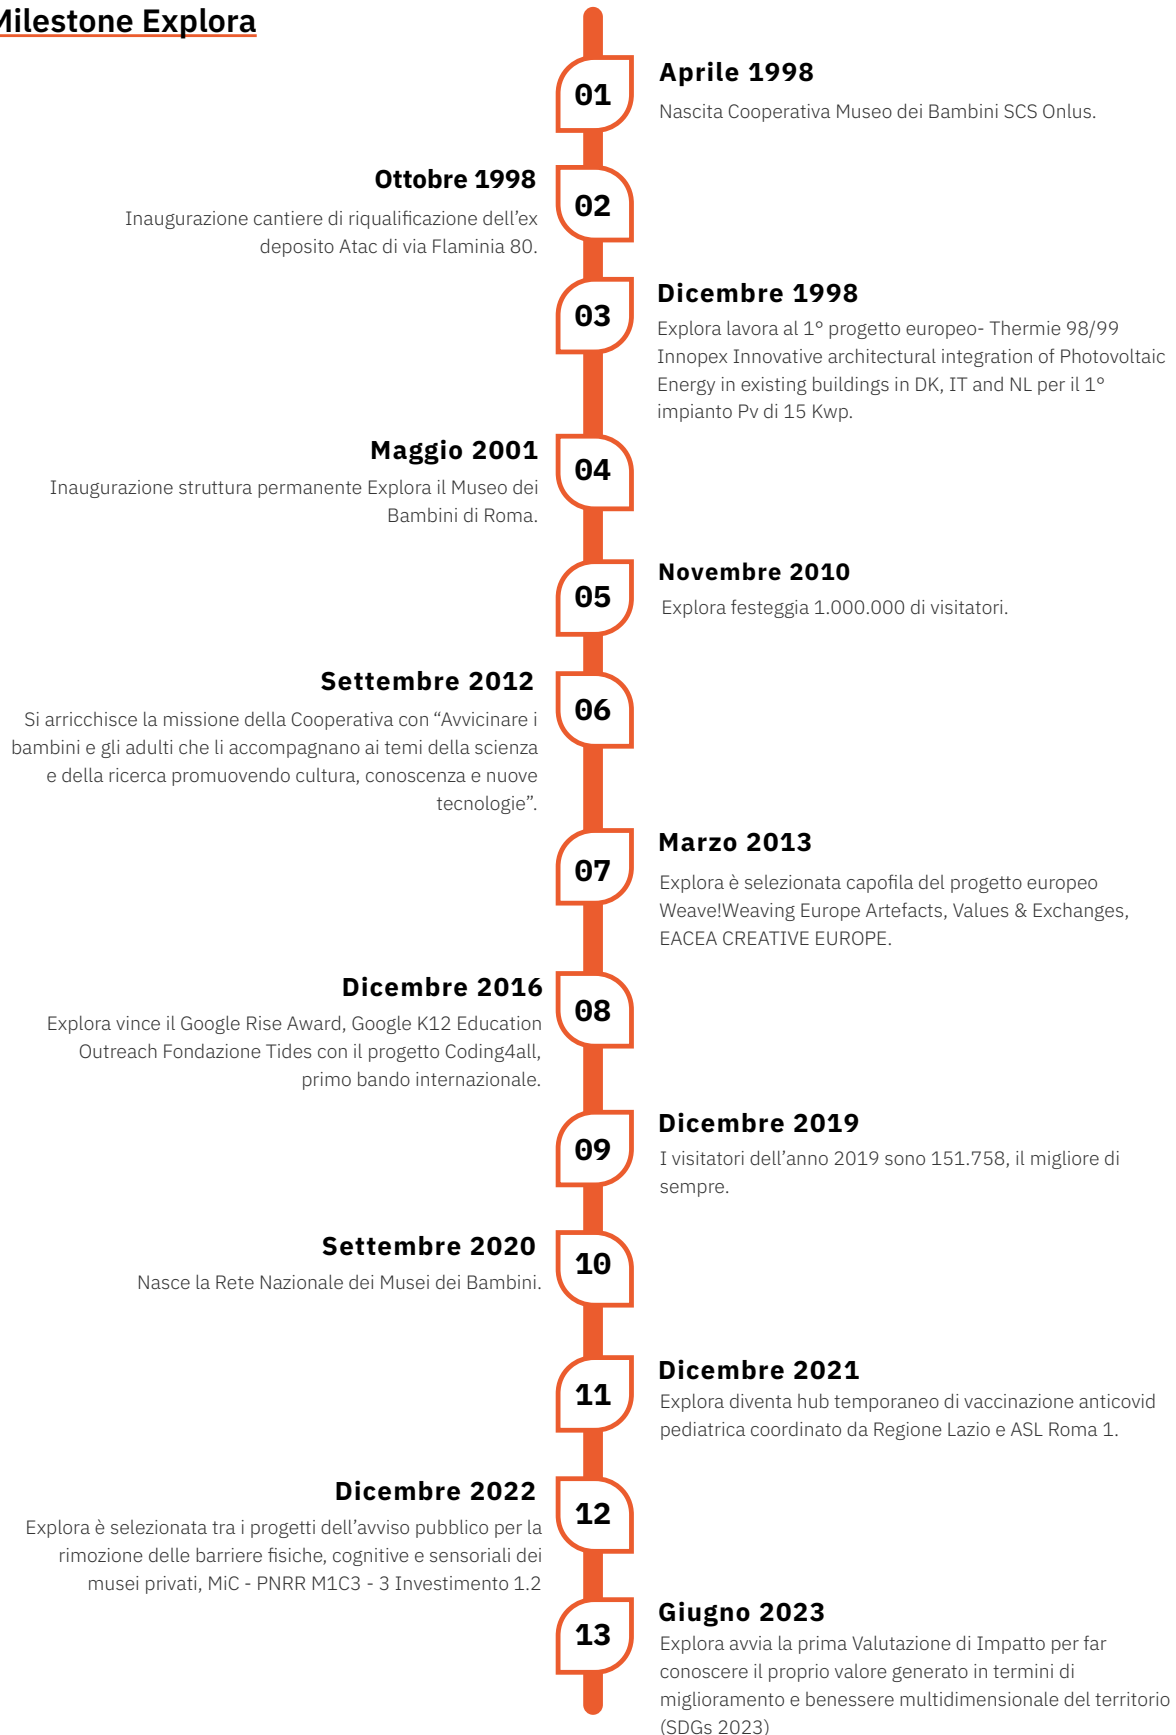 Milestone Explora
01
Aprile 1998
Nascita Cooperativa Museo dei Bambini SCS Onlus.
Ottobre 1998
02
Inaugurazione cantiere di riqualificazione dell’ex
deposito Atac di via Flaminia 80.
03
Dicembre 1998
Explora lavora al 1° progetto europeo- Thermie 98/99
Innopex Innovative architectural integration of Photovoltaic
Energy in existing buildings in DK, IT and NL per il 1°
impianto Pv di 15 Kwp.
Maggio 2001
04
Inaugurazione struttura permanente Explora il Museo dei
Bambini di Roma.
05
Novembre 2010
Explora festeggia 1.000.000 di visitatori.
Settembre 2012
06
Si arricchisce la missione della Cooperativa con “Avvicinare i
bambini e gli adulti che li accompagnano ai temi della scienza
e della ricerca promuovendo cultura, conoscenza e nuove
tecnologie”.
07
Marzo 2013
Explora è selezionata capofila del progetto europeo
Weave!Weaving Europe Artefacts, Values & Exchanges,
EACEA CREATIVE EUROPE.
Dicembre 2016
08
Explora vince il Google Rise Award, Google K12 Education
Outreach Fondazione Tides con il progetto Coding4all,
primo bando internazionale.
09
Dicembre 2019
I visitatori dell’anno 2019 sono 151.758, il migliore di
sempre.
Settembre 2020
10
Nasce la Rete Nazionale dei Musei dei Bambini.
11
Dicembre 2021
Explora diventa hub temporaneo di vaccinazione anticovid
pediatrica coordinato da Regione Lazio e ASL Roma 1.
Dicembre 2022
12
Explora è selezionata tra i progetti dell’avviso pubblico per la
rimozione delle barriere fisiche, cognitive e sensoriali dei
musei privati, MiC - PNRR M1C3 - 3 Investimento 1.2
13
Giugno 2023
Explora avvia la prima Valutazione di Impatto per far
conoscere il proprio valore generato in termini di
miglioramento e benessere multidimensionale del territorio
(SDGs 2023)